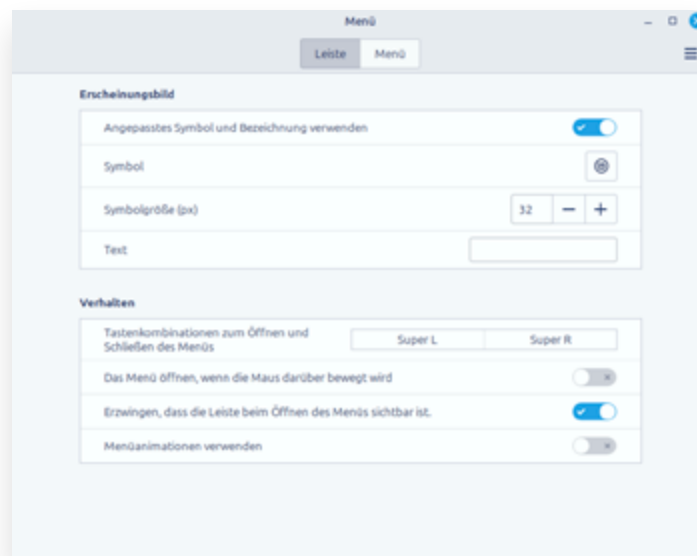 Menü
Leiste Menü
Erscheinungsbild
Angepasstes Symbol und Bezeichnung verwenden
Symbol
Symbolgröße (px) 32
Text
Verhalten
Tastenkombinationen zum Öffnen und
Schließen des Menüs
Super L Super R
Das Menü öffnen, wenn die Maus darüber bewegt wird
Erzwingen, dass die Leiste beim Öffnen des Menüs sichtbar ist.
Menüanimationen verwenden